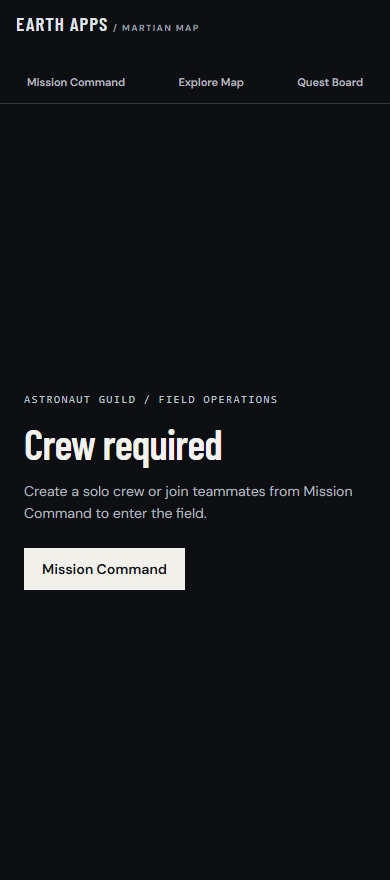 EARTH APPS / MARTIAN MAP
Mission Command Explore Map Quest Board
ASTRONAUT GUILD / FIELD OPERATIONS
Crew required
Create a solo crew or join teammates from Mission
Command to enter the field.
Mission Command